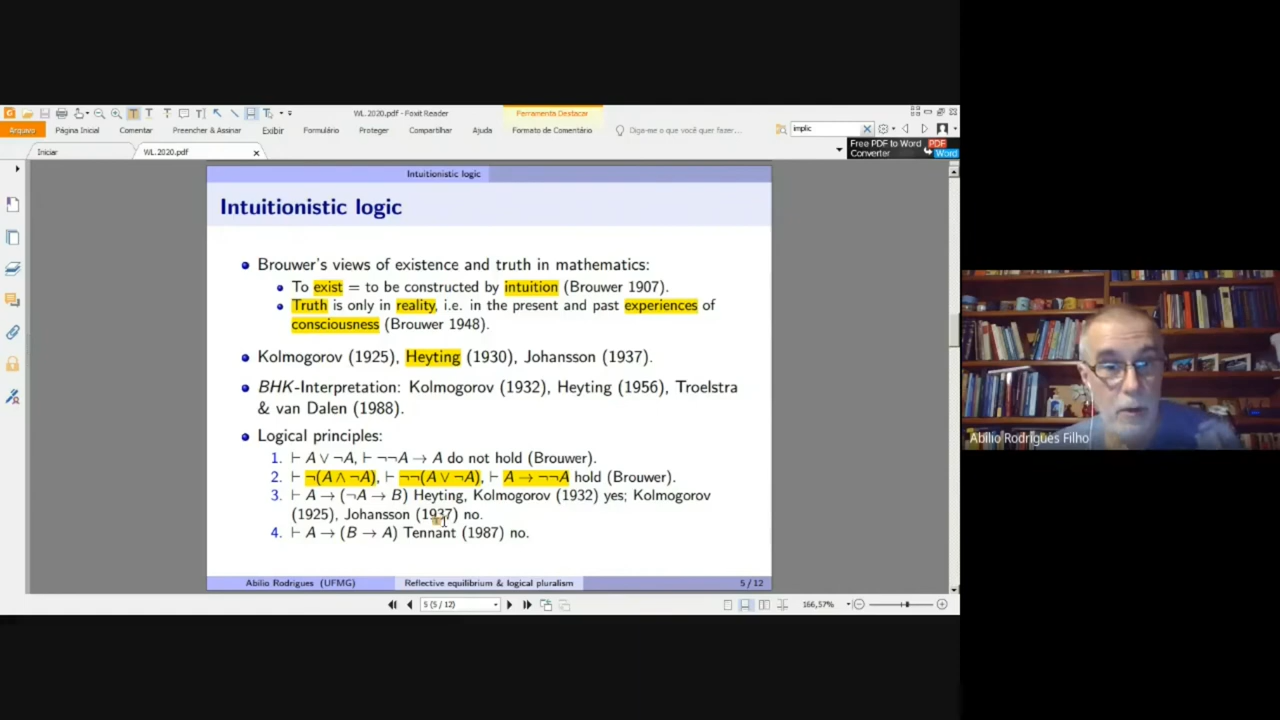 WL 2020.pdf - Foxit Reader
Ferramenta Destacar
Arquivo Página Inicial Comentar Preencher & Assinar Exibir Formulário Proteger Compartilhar Ajuda Formato de Comentário Diga-me o que você quer fazer... implic
Free PDF to Word PDF
Converter Word
Iniciar WL 2020.pdf
Intuitionistic logic
Intuitionistic logic
Brouwer's views of existence and truth in mathematics:
To exist = to be constructed by intuition (Brouwer 1907).
Truth is only in reality, i.e. in the present and past experiences of
consciousness (Brouwer 1948).
Kolmogorov (1925), Heyting (1930), Johansson (1937).
BHK-Interpretation: Kolmogorov (1932), Heyting (1956), Troelstra
& van Dalen (1988).
Logical principles:
1. ⊢ A ∨ ¬A, ⊢ ¬¬A → A do not hold (Brouwer).
2. ⊢ ¬(A ∧ ¬A), ⊢ ¬¬(A ∨ ¬A), ⊢ A → ¬¬A hold (Brouwer).
3. ⊢ A → (¬A → B) Heyting, Kolmogorov (1932) yes; Kolmogorov
(1925), Johansson (1937) no.
4. ⊢ A → (B → A) Tennant (1987) no.
Abilio Rodrigues (UFMG) Reflective equilibrium & logical pluralism 5 / 12
5 (5 / 12) 166,57%
Abilio Rodrigues Filho